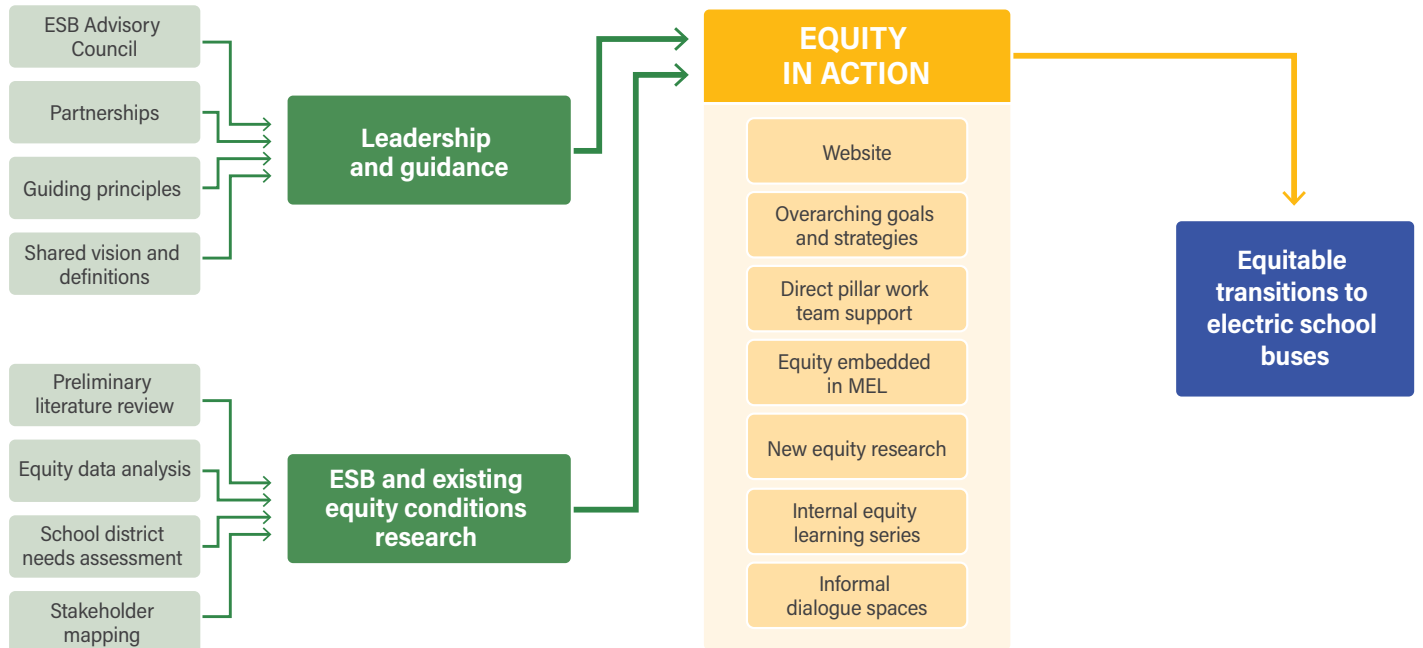 ESB Advisory
Council
Partnerships
Guiding principles
Shared vision and
definitions
Leadership
and guidance
Preliminary
literature review
Equity data analysis
School district
needs assessment
Stakeholder
mapping
ESB and existing
equity conditions
research
EQUITY
IN ACTION
Website
Overarching goals
and strategies
Direct pillar work
team support
Equity embedded
in MEL
New equity research
Internal equity
learning series
Informal
dialogue spaces
Equitable
transitions to
electric school
buses